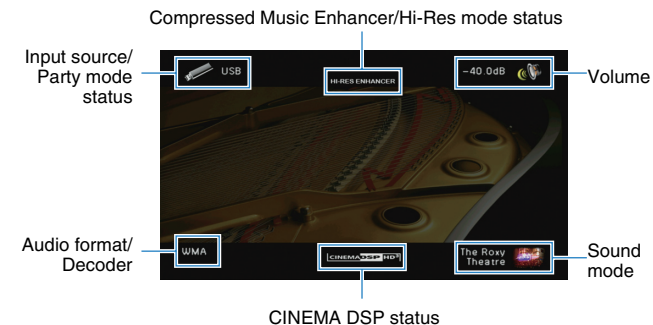 Compressed Music Enhancer/Hi-Res mode status
Input source/
Party mode
status
USB
HI-RES ENHANCER
-40.0dB
Volume
Audio format/
Decoder
WMA
CINEMA DSP HD³
The Roxy
Theatre
Sound
mode
CINEMA DSP status